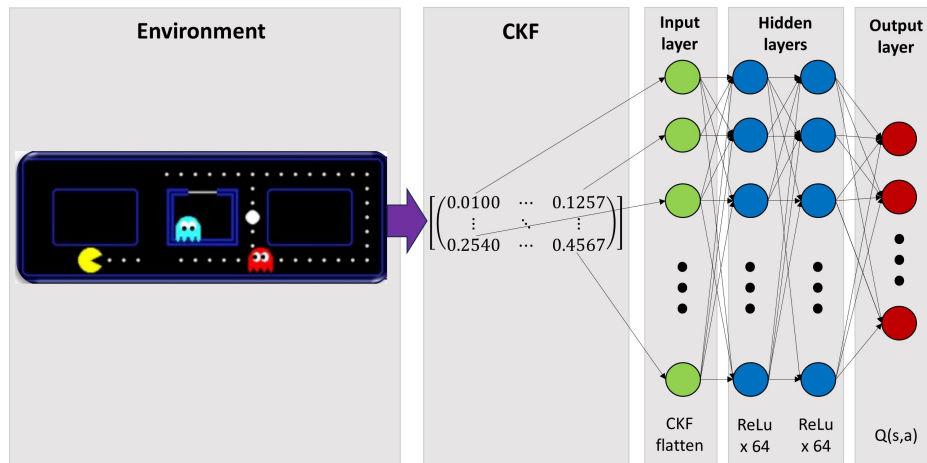 Environment
CKF
Input
layer
Hidden
layers
Output
layer
[(0.0100 ⋯ 0.1257
⋮ ⋱ ⋮
0.2540 ⋯ 0.4567)]
CKF
flatten
ReLu
x 64
ReLu
x 64
Q(s,a)